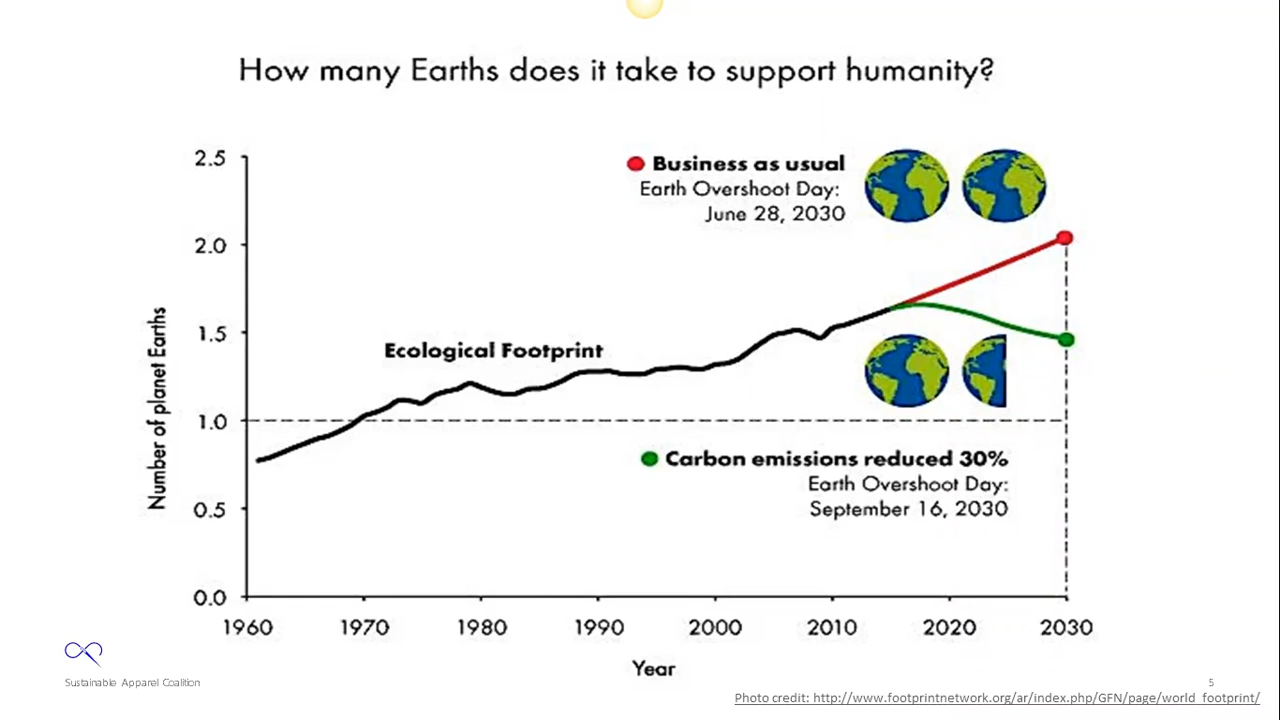 How many Earths does it take to support humanity?
2.5
2.0
1.5
1.0
0.5
0.0
Number of planet Earths
Business as usual
Earth Overshoot Day:
June 28, 2030
Ecological Footprint
Carbon emissions reduced 30%
Earth Overshoot Day:
September 16, 2030
1960 1970 1980 1990 2000 2010 2020 2030
Year
Sustainable Apparel Coalition
5
Photo credit: http://www.footprintnetwork.org/ar/index.php/GFN/page/world_footprint/